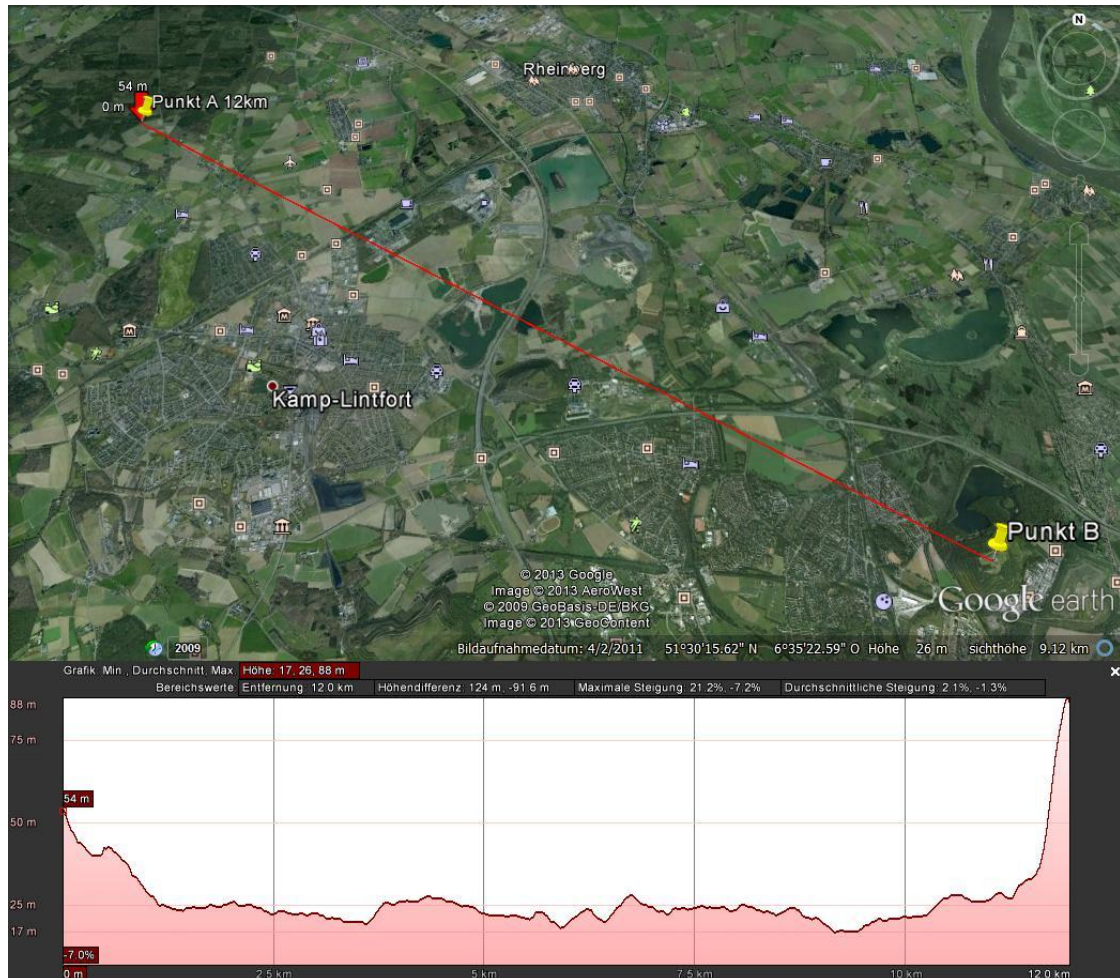 Rheinberg
N
54 m
0 m
Punkt A 12km
Kamp-Lintfort
Punkt B
© 2013 Google
Image © 2013 AeroWest
© 2009 GeoBasis-DE/BKG
Image © 2013 GeoContent
Google earth
2009
Bildaufnahmedatum: 4/2/2011 51°30'15.62" N 6°35'22.59" O Höhe 26 m sichthöhe 9.12 km
Grafik: Min., Durchschnitt, Max. Höhe: 17, 26, 88 m
Bereichswerte: Entfernung: 12.0 km Höhendifferenz: 124 m, -91.6 m Maximale Steigung: 21.2%, -7.2% Durchschnittliche Steigung: 2.1%, -1.3%
88 m
75 m
54 m
50 m
25 m
17 m
-7.0%
0 m 2.5 km 5 km 7.5 km 10 km 12.0 km